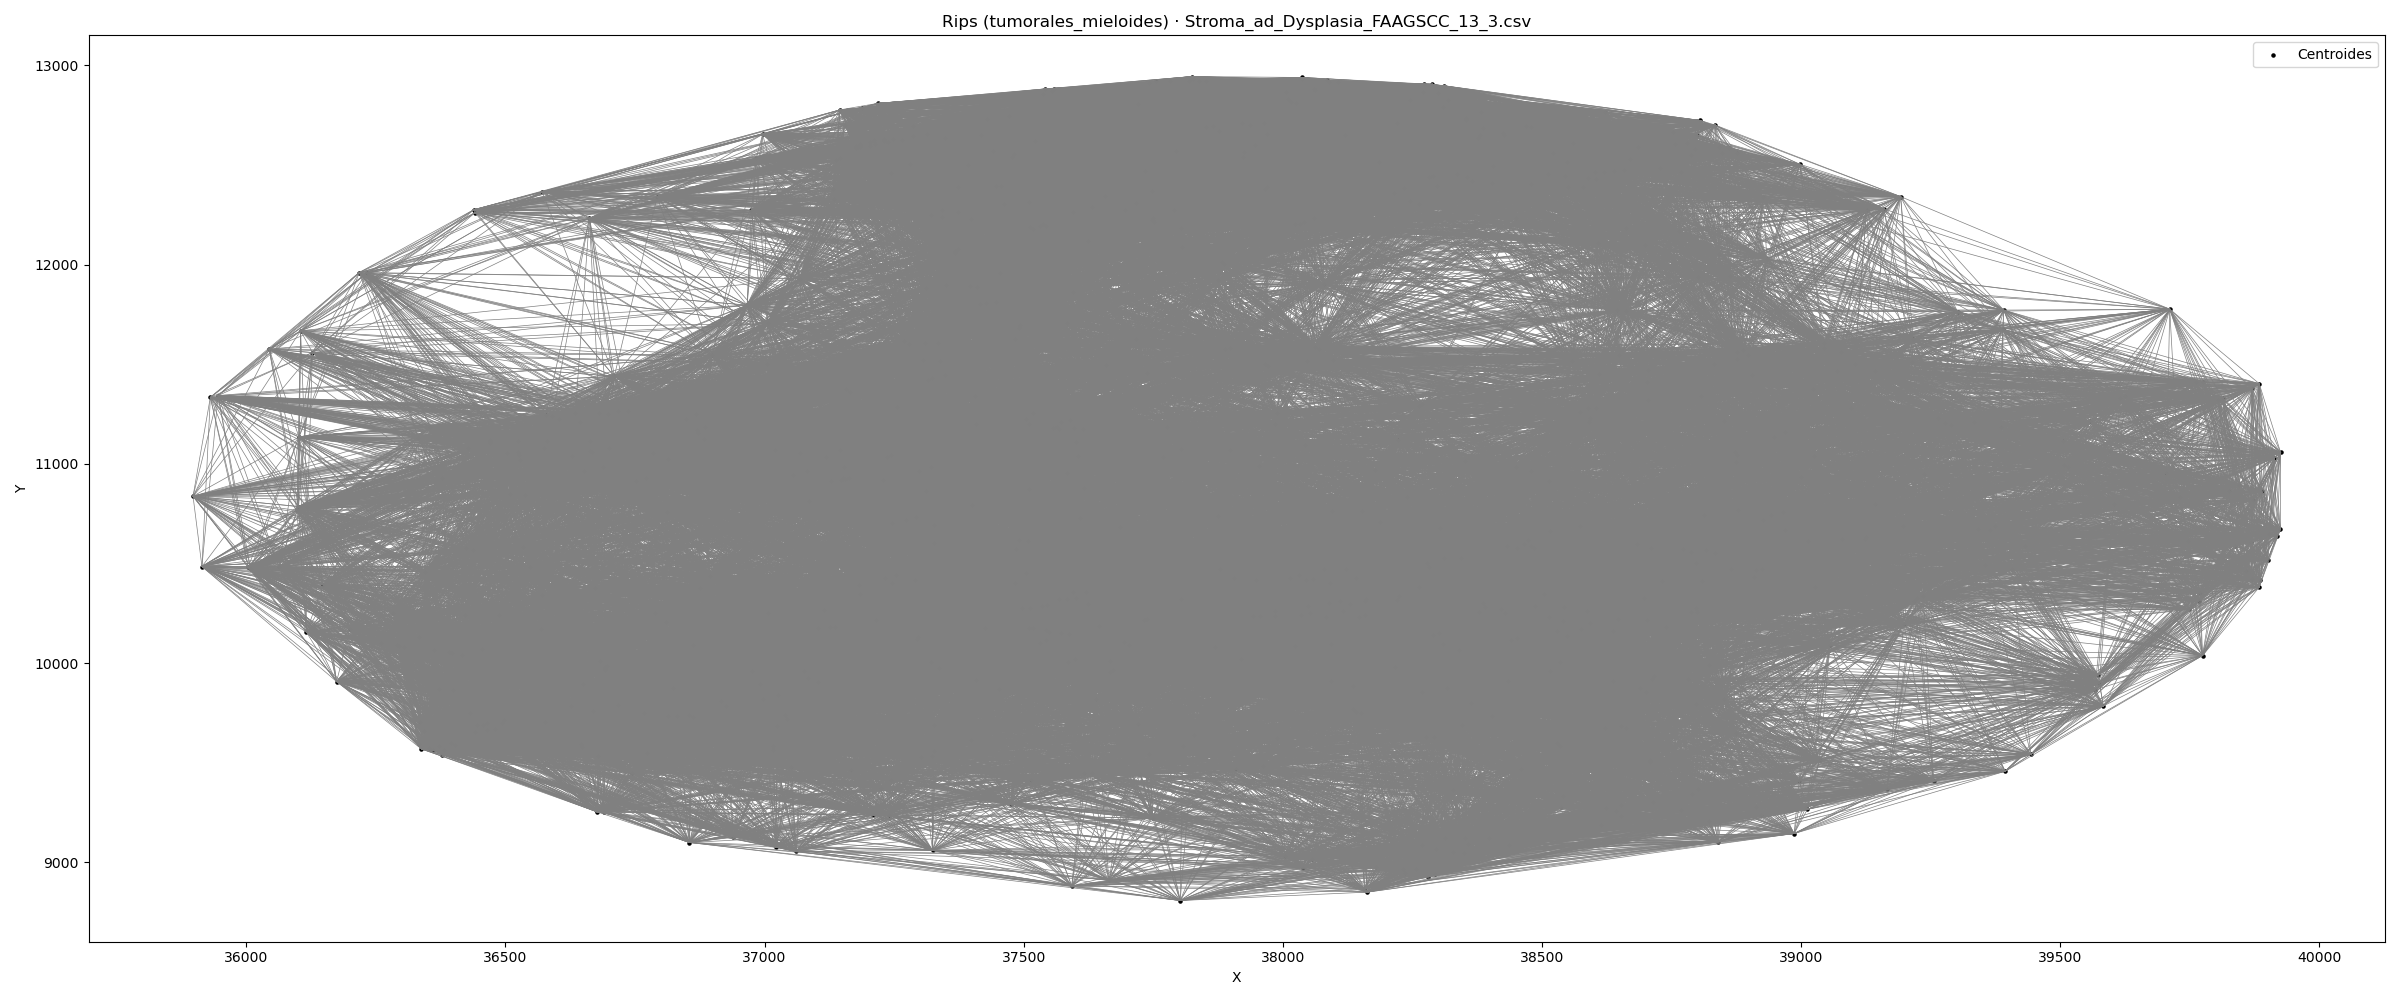 Rips (tumorales_mieloides) · Stroma_ad_Dysplasia_FAAGSCC_13_3.csv
Centroides
13000
12000
11000
10000
9000
Y
36000 36500 37000 37500 38000 38500 39000 39500 40000
X